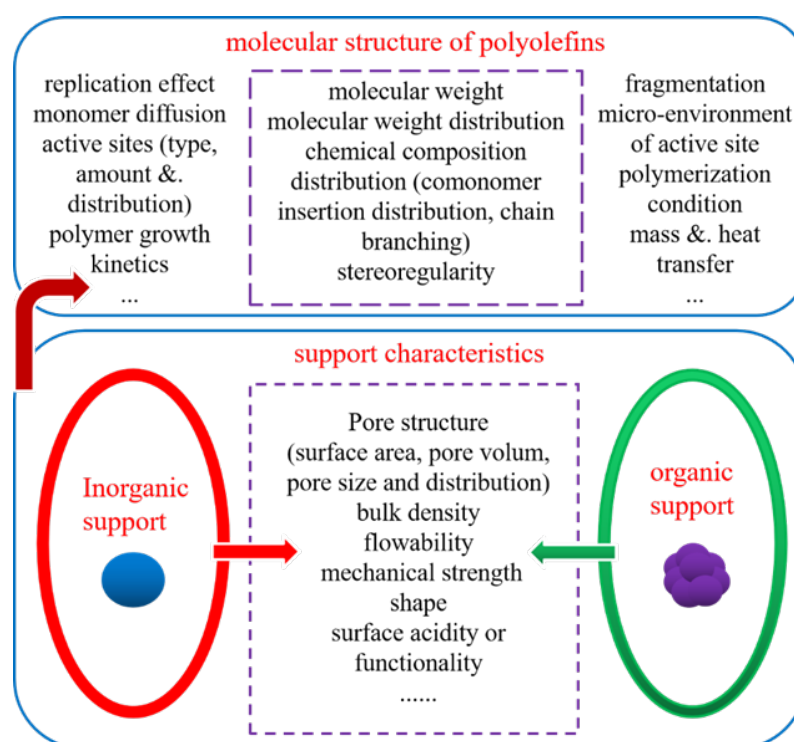 molecular structure of polyolefins
replication effect
monomer diffusion
active sites (type,
amount &.
distribution)
polymer growth
kinetics
...
molecular weight
molecular weight distribution
chemical composition
distribution (comonomer
insertion distribution, chain
branching)
stereoregularity
fragmentation
micro-environment
of active site
polymerization
condition
mass &. heat
transfer
...
support characteristics
Inorganic
support
Pore structure
(surface area, pore volum,
pore size and distribution)
bulk density
flowability
mechanical strength
shape
surface acidity or
functionality
......
organic
support